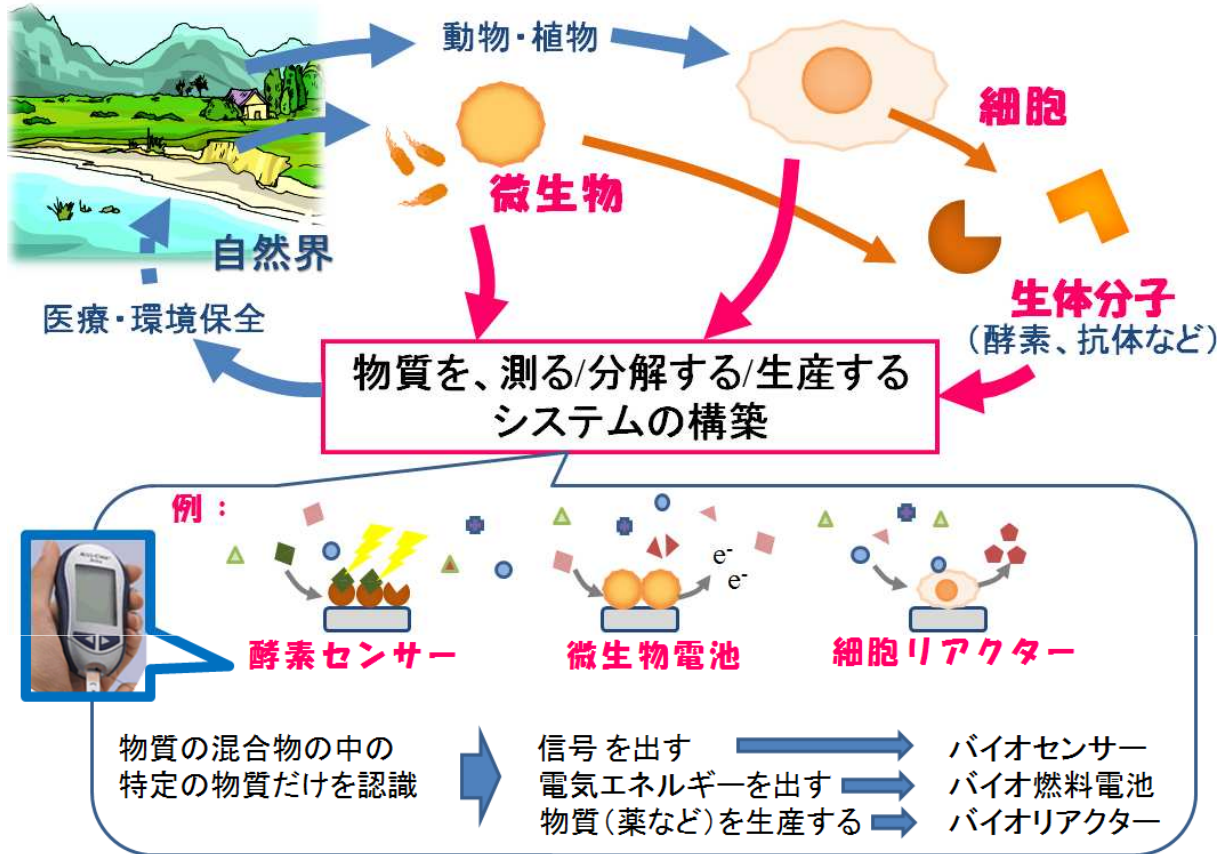 動物・植物
細胞
微生物
自然界
生体分子
（酵素、抗体など）
医療・環境保全
物質を、測る/分解する/生産する
システムの構築
例：
e-
e-
酵素センサー
微生物電池
細胞リアクター
物質の混合物の中の
特定の物質だけを認識
信号を出す
バイオセンサー
電気エネルギーを出す
バイオ燃料電池
物質（薬など）を生産する
バイオリアクター